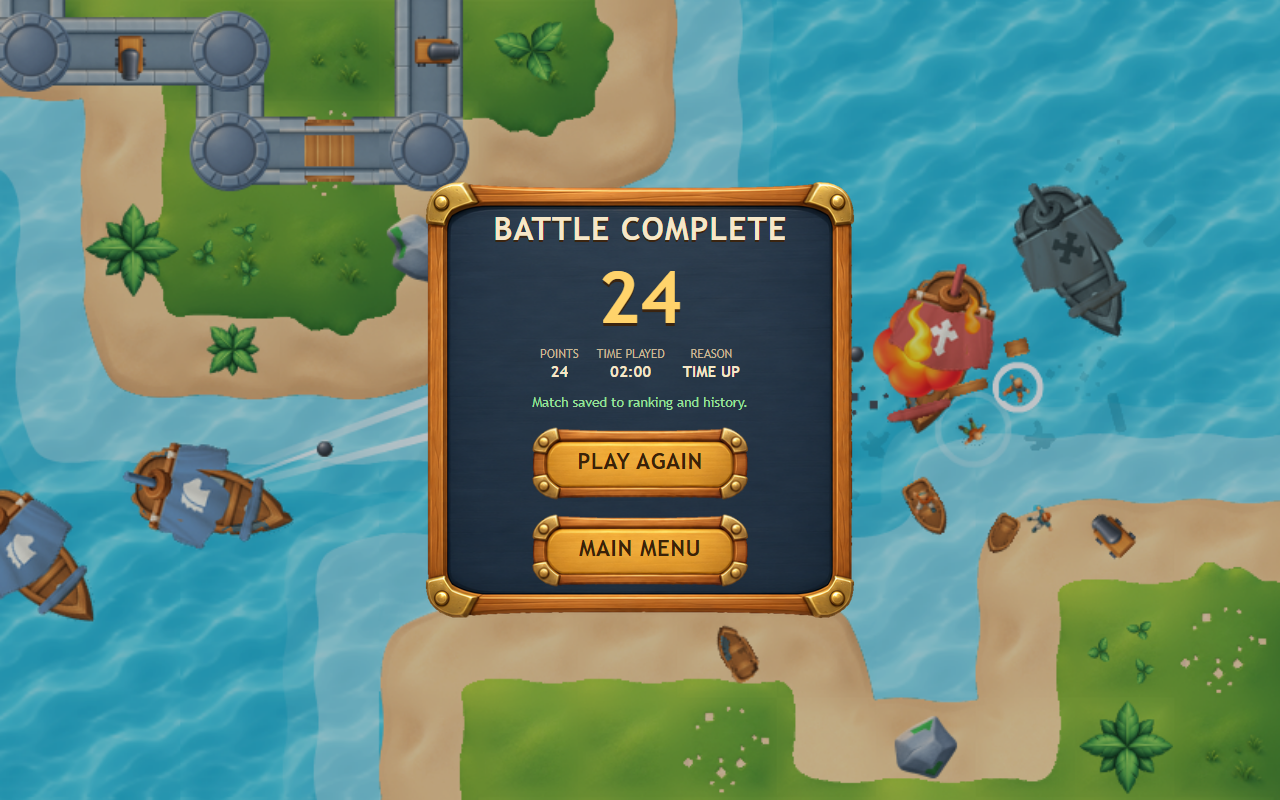 BATTLE COMPLETE
24
POINTS TIME PLAYED REASON
24 02:00 TIME UP
Match saved to ranking and history.
PLAY AGAIN
MAIN MENU